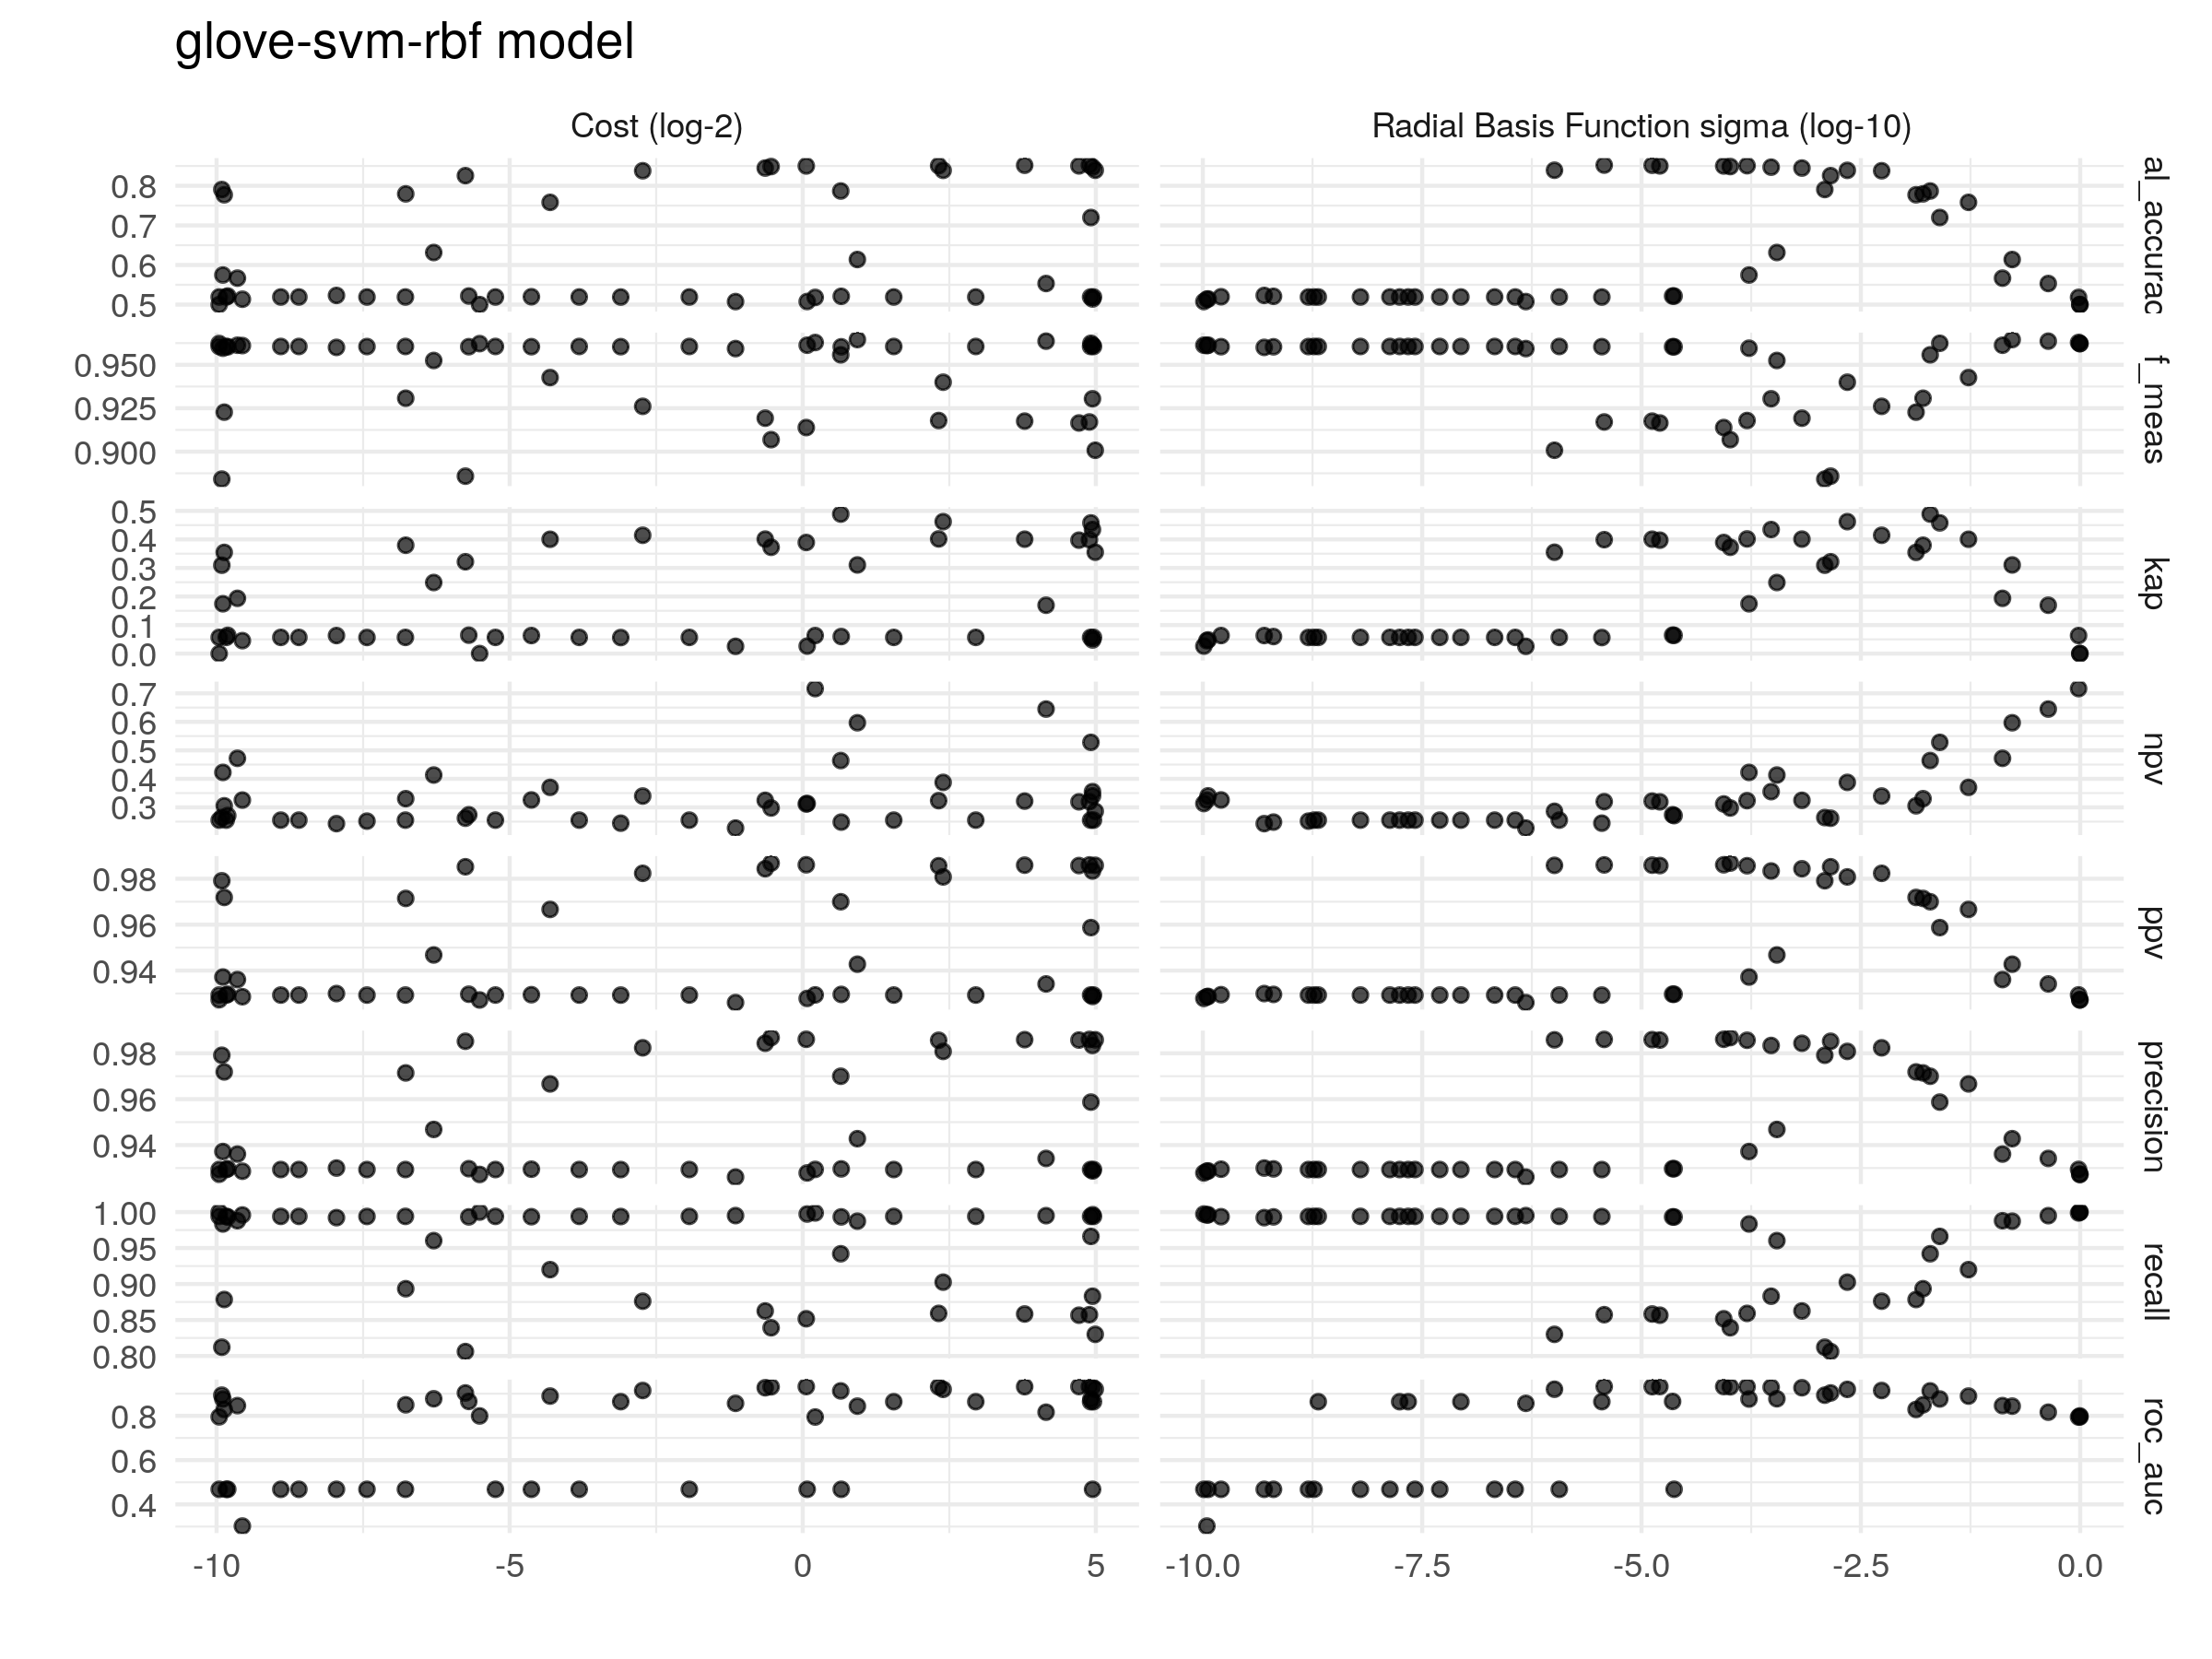 glove-svm-rbf model
Cost (log-2)
Radial Basis Function sigma (log-10)
0.8
0.7
0.6
0.5
al_accurac
0.950
0.925
0.900
f_meas
0.5
0.4
0.3
0.2
0.1
0.0
kap
0.7
0.6
0.5
0.4
0.3
npv
0.98
0.96
0.94
ppv
0.98
0.96
0.94
precision
1.00
0.95
0.90
0.85
0.80
recall
0.8
0.6
0.4
roc_auc
-10 -5 0 5
-10.0 -7.5 -5.0 -2.5 0.0